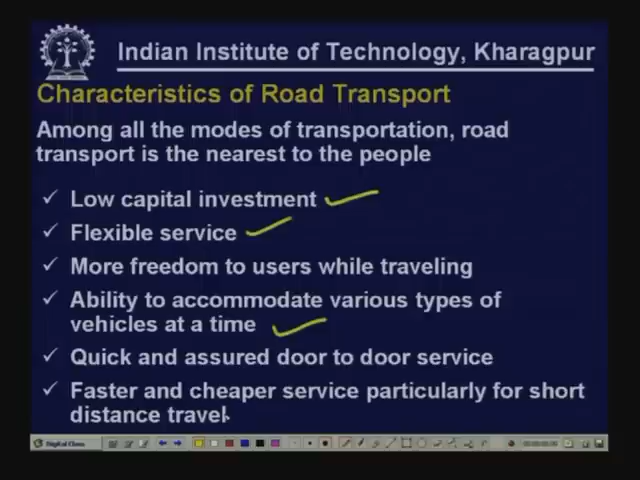 Indian Institute of Technology, Kharagpur
Characteristics of Road Transport
Among all the modes of transportation, road
transport is the nearest to the people
✓ Low capital investment
✓ Flexible service
✓ More freedom to users while traveling
✓ Ability to accommodate various types of
vehicles at a time
✓ Quick and assured door to door service
✓ Faster and cheaper service particularly for short
distance travel
Digital Class